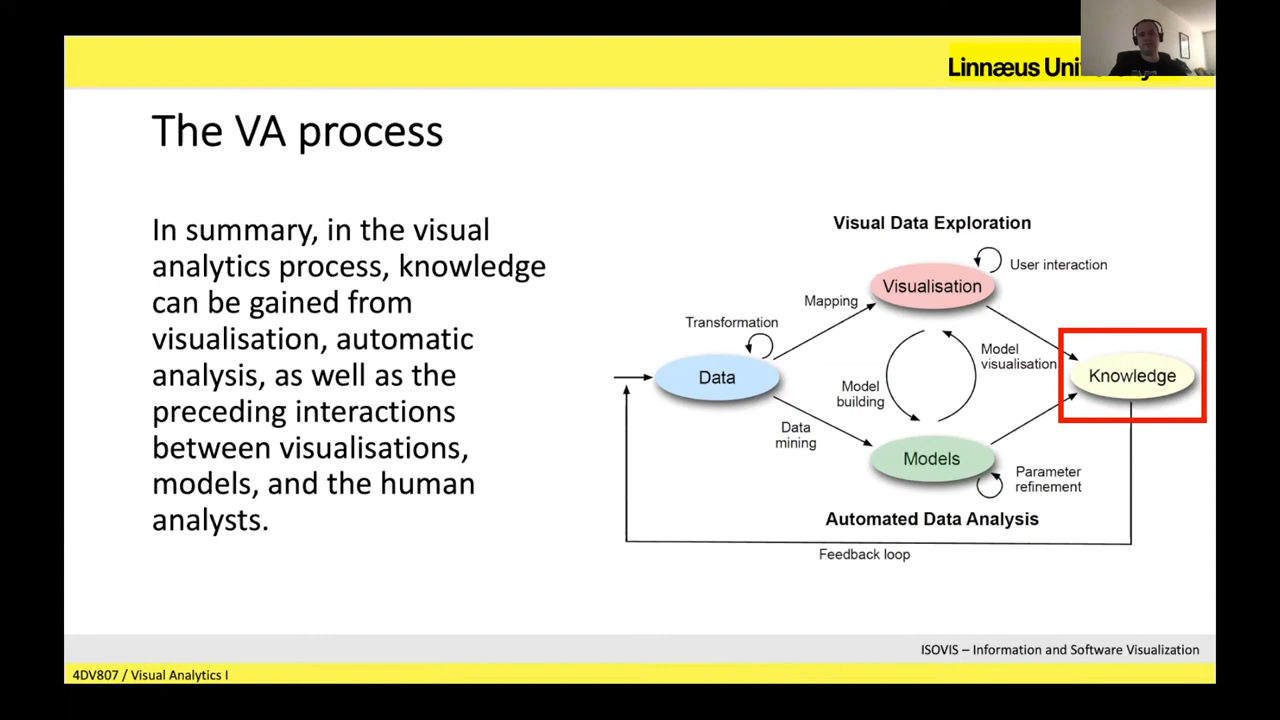 Linnæus Uni
The VA process
In summary, in the visual
analytics process, knowledge
can be gained from
visualisation, automatic
analysis, as well as the
preceding interactions
between visualisations,
models, and the human
analysts.
Visual Data Exploration
User interaction
Visualisation
Mapping
Transformation
Data
Model
visualisation
Model
building
Knowledge
Data
mining
Models
Parameter
refinement
Automated Data Analysis
Feedback loop
ISOVIS – Information and Software Visualization
4DV807 / Visual Analytics I